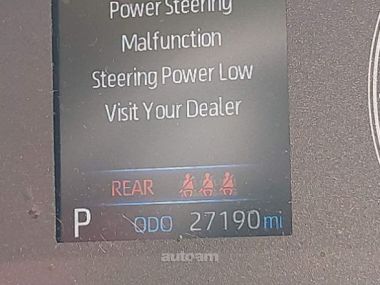 Power Steering
Malfunction
Steering Power Low
Visit Your Dealer
REAR
P ODO 27190 mi
autoam